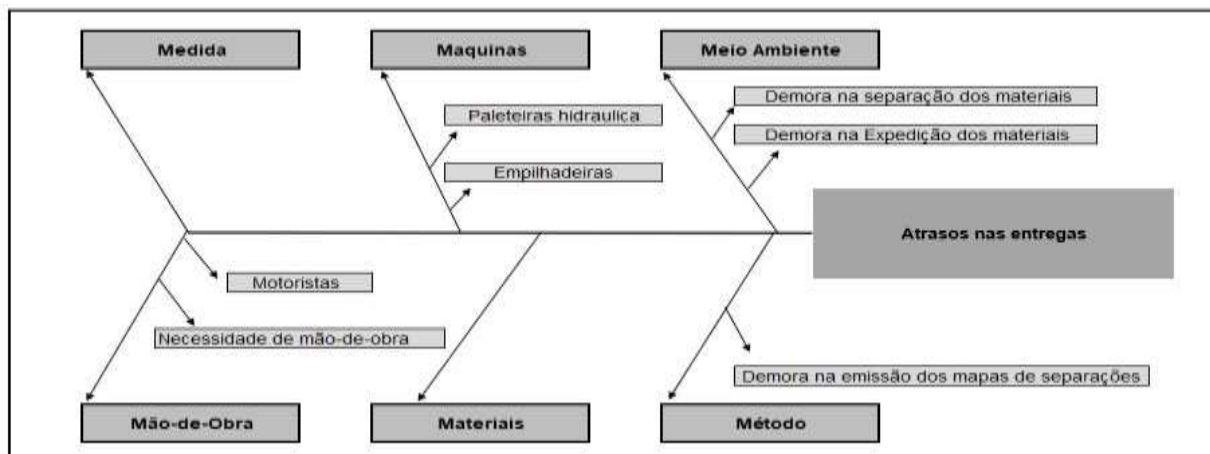 Medida
Maquinas
Meio Ambiente
Demora na separação dos materiais
Paleteiras hidraulica
Demora na Expedição dos materiais
Empilhadeiras
Atrasos nas entregas
Motoristas
Necessidade de mão-de-obra
Demora na emissão dos mapas de separações
Mão-de-Obra
Materiais
Método